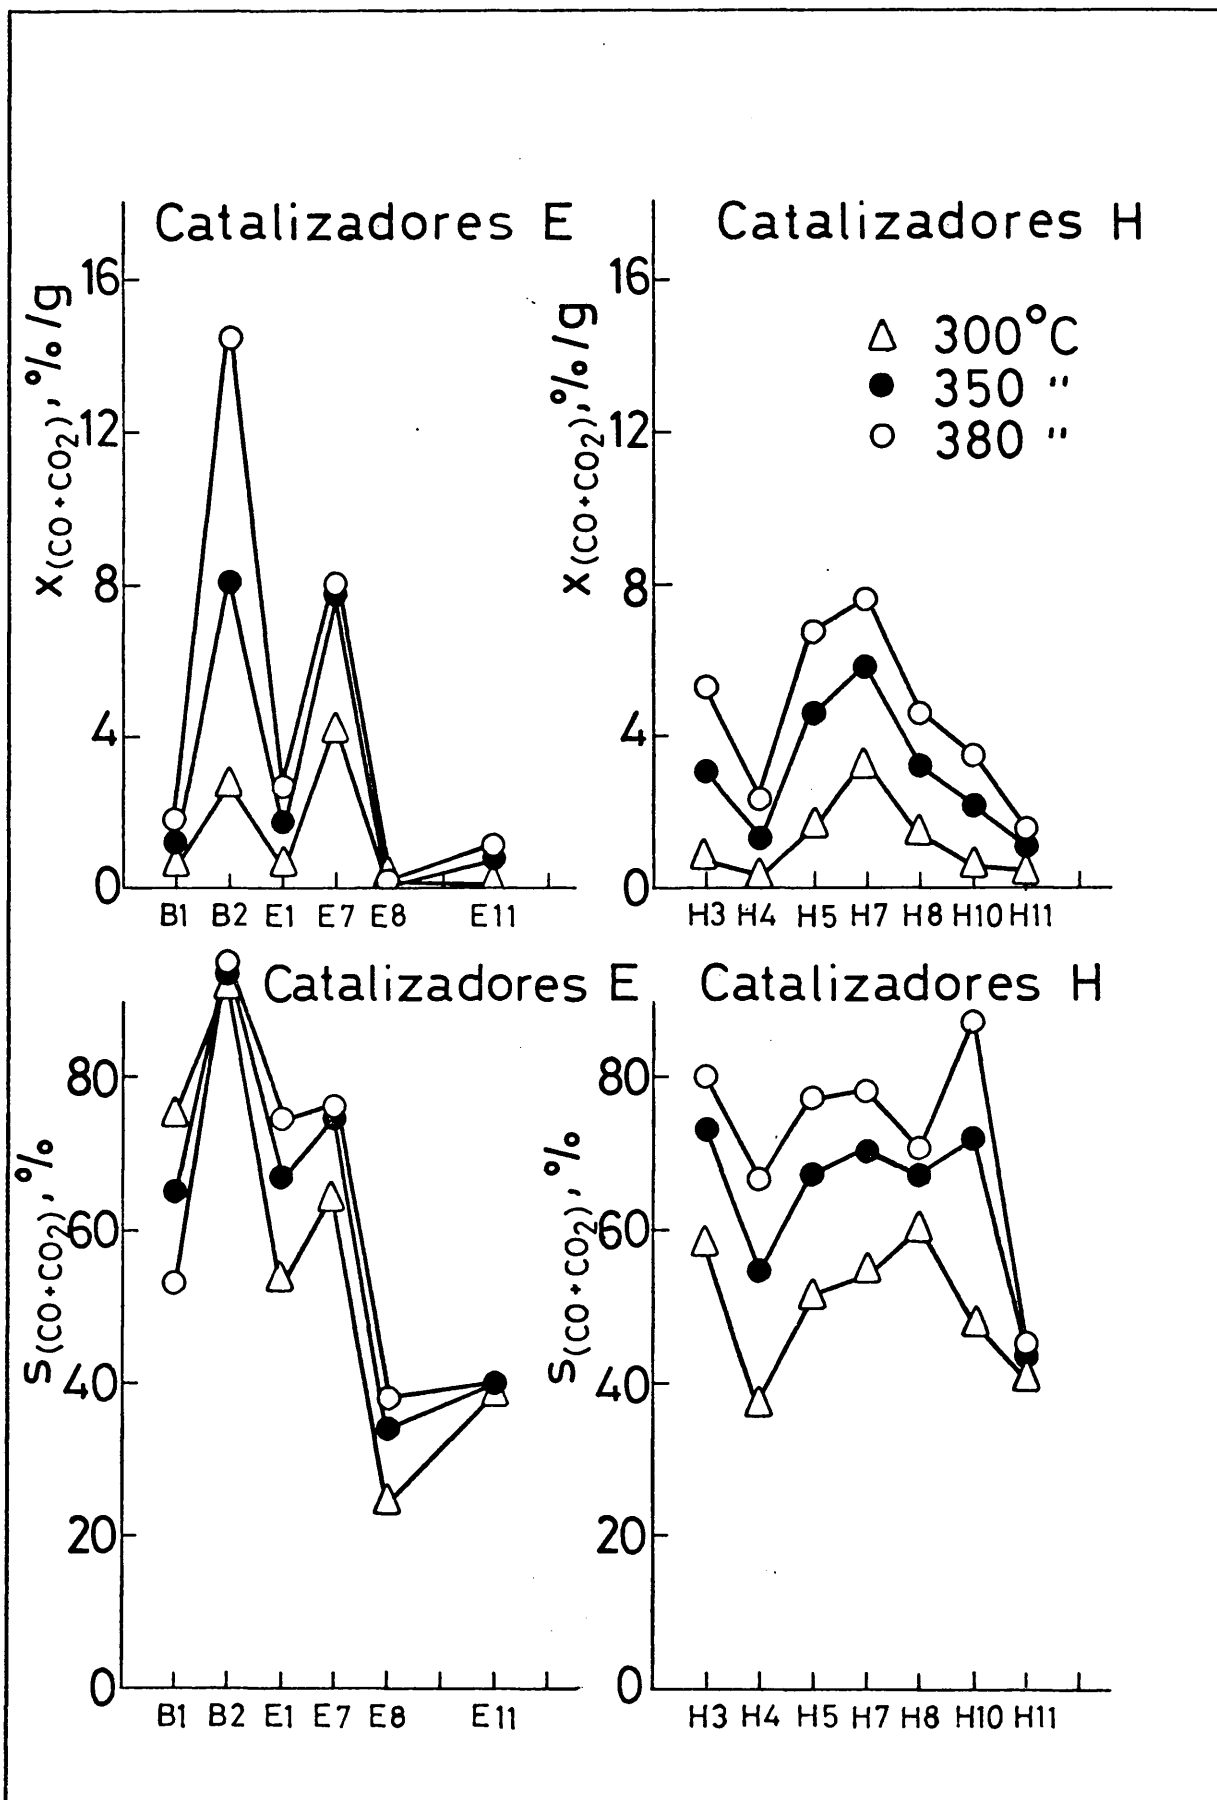 Catalizadores E
X(CO+CO2), %/g
16
12
8
4
0
B1 B2 E1 E7 E8 E11
Catalizadores H
X(CO+CO2), %/g
16
12
8
4
0
300°C
350 "
380 "
H3 H4 H5 H7 H8 H10 H11
Catalizadores E
S(CO+CO2), %
80
60
40
20
0
B1 B2 E1 E7 E8 E11
Catalizadores H
S(CO+CO2), %
80
60
40
20
0
H3 H4 H5 H7 H8 H10 H11